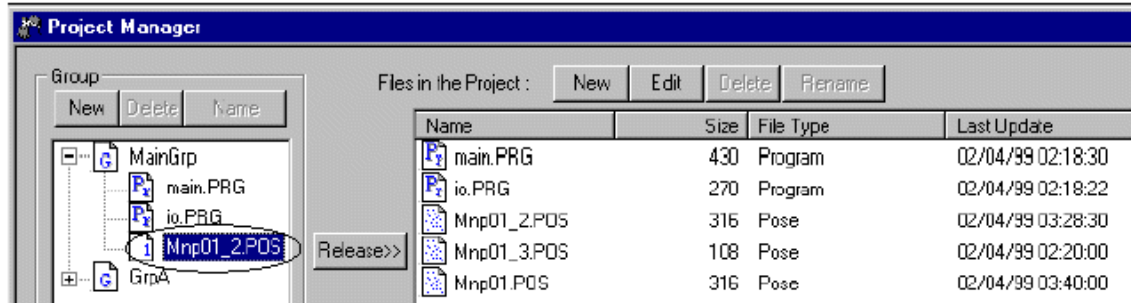 Project Manager
Group
Files in the Project : New Edit Delete Rename
New Delete Name
Name Size File Type Last Update
MainGrp
main.PRG
io.PRG
1 Mnp01_2.POS
GrpA
Release>>
main.PRG 430 Program 02/04/99 02:18:30
io.PRG 270 Program 02/04/99 02:18:22
Mnp01_2.POS 316 Pose 02/04/99 03:28:30
Mnp01_3.POS 108 Pose 02/04/99 02:20:00
Mnp01.POS 316 Pose 02/04/99 03:40:00